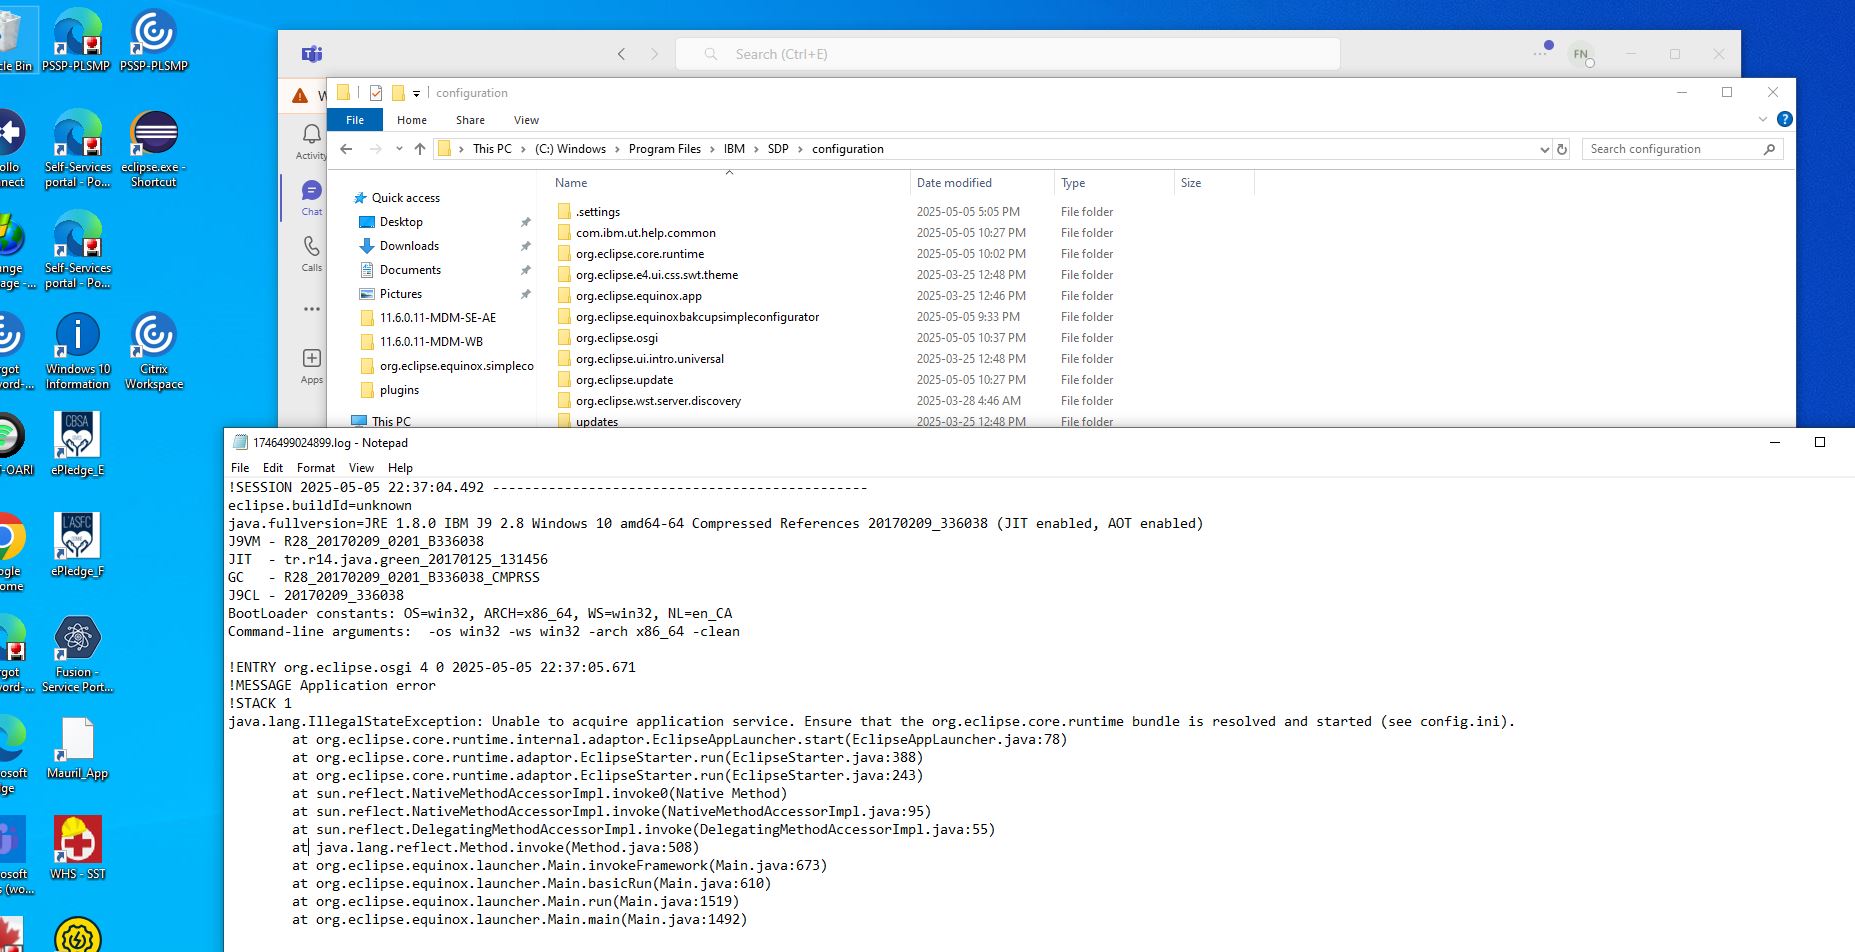 cle Bin
PSSP-PLSMP
PSSP-PLSMP
ollo
nnect
Self-Services
portal - Po...
eclipse.exe -
Shortcut
nge
age -...
Self-Services
portal - Po...
rgot
vord-...
Windows 10
Information
Citrix
Workspace
T-OARI
CBSA
ePledge_E
ogle
ome
L'ASFC
ePledge_F
rgot
vord-...
Fusion -
Service Port...
osoft
ge
Mauril_App
osoft
s (wo...
WHS - SST
Search (Ctrl+E)
FN
W
Activity
Chat
Calls
Apps
configuration
File Home Share View
This PC > (C:) Windows > Program Files > IBM > SDP > configuration
Search configuration
Quick access
Desktop
Downloads
Documents
Pictures
11.6.0.11-MDM-SE-AE
11.6.0.11-MDM-WB
org.eclipse.equinox.simpleco
plugins
This PC
Name Date modified Type Size
.settings 2025-05-05 5:05 PM File folder
com.ibm.ut.help.common 2025-05-05 10:27 PM File folder
org.eclipse.core.runtime 2025-05-05 10:02 PM File folder
org.eclipse.e4.ui.css.swt.theme 2025-03-25 12:48 PM File folder
org.eclipse.equinox.app 2025-03-25 12:46 PM File folder
org.eclipse.equinoxbakcupsimpleconfigurator 2025-05-05 9:33 PM File folder
org.eclipse.osgi 2025-05-05 10:37 PM File folder
org.eclipse.ui.intro.universal 2025-03-25 12:48 PM File folder
org.eclipse.update 2025-05-05 10:27 PM File folder
org.eclipse.wst.server.discovery 2025-03-28 4:46 AM File folder
updates 2025-03-25 12:48 PM File folder
1746499024899.log - Notepad
File Edit Format View Help
!SESSION 2025-05-05 22:37:04.492 -----------------------------------------------
eclipse.buildId=unknown
java.fullversion=JRE 1.8.0 IBM J9 2.8 Windows 10 amd64-64 Compressed References 20170209_336038 (JIT enabled, AOT enabled)
J9VM - R28_20170209_0201_B336038
JIT  - tr.r14.java.green_20170125_131456
GC   - R28_20170209_0201_B336038_CMPRSS
J9CL - 20170209_336038
BootLoader constants: OS=win32, ARCH=x86_64, WS=win32, NL=en_CA
Command-line arguments:  -os win32 -ws win32 -arch x86_64 -clean
!ENTRY org.eclipse.osgi 4 0 2025-05-05 22:37:05.671
!MESSAGE Application error
!STACK 1
java.lang.IllegalStateException: Unable to acquire application service. Ensure that the org.eclipse.core.runtime bundle is resolved and started (see config.ini).
at org.eclipse.core.runtime.internal.adaptor.EclipseAppLauncher.start(EclipseAppLauncher.java:78)
at org.eclipse.core.runtime.adaptor.EclipseStarter.run(EclipseStarter.java:388)
at org.eclipse.core.runtime.adaptor.EclipseStarter.run(EclipseStarter.java:243)
at sun.reflect.NativeMethodAccessorImpl.invoke0(Native Method)
at sun.reflect.NativeMethodAccessorImpl.invoke(NativeMethodAccessorImpl.java:95)
at sun.reflect.DelegatingMethodAccessorImpl.invoke(DelegatingMethodAccessorImpl.java:55)
at java.lang.reflect.Method.invoke(Method.java:508)
at org.eclipse.equinox.launcher.Main.invokeFramework(Main.java:673)
at org.eclipse.equinox.launcher.Main.basicRun(Main.java:610)
at org.eclipse.equinox.launcher.Main.run(Main.java:1519)
at org.eclipse.equinox.launcher.Main.main(Main.java:1492)